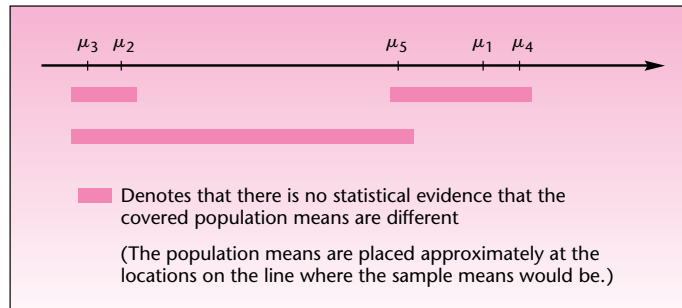 μ3 μ2 μ5 μ1 μ4
Denotes that there is no statistical evidence that the
covered population means are different
(The population means are placed approximately at the
locations on the line where the sample means would be.)